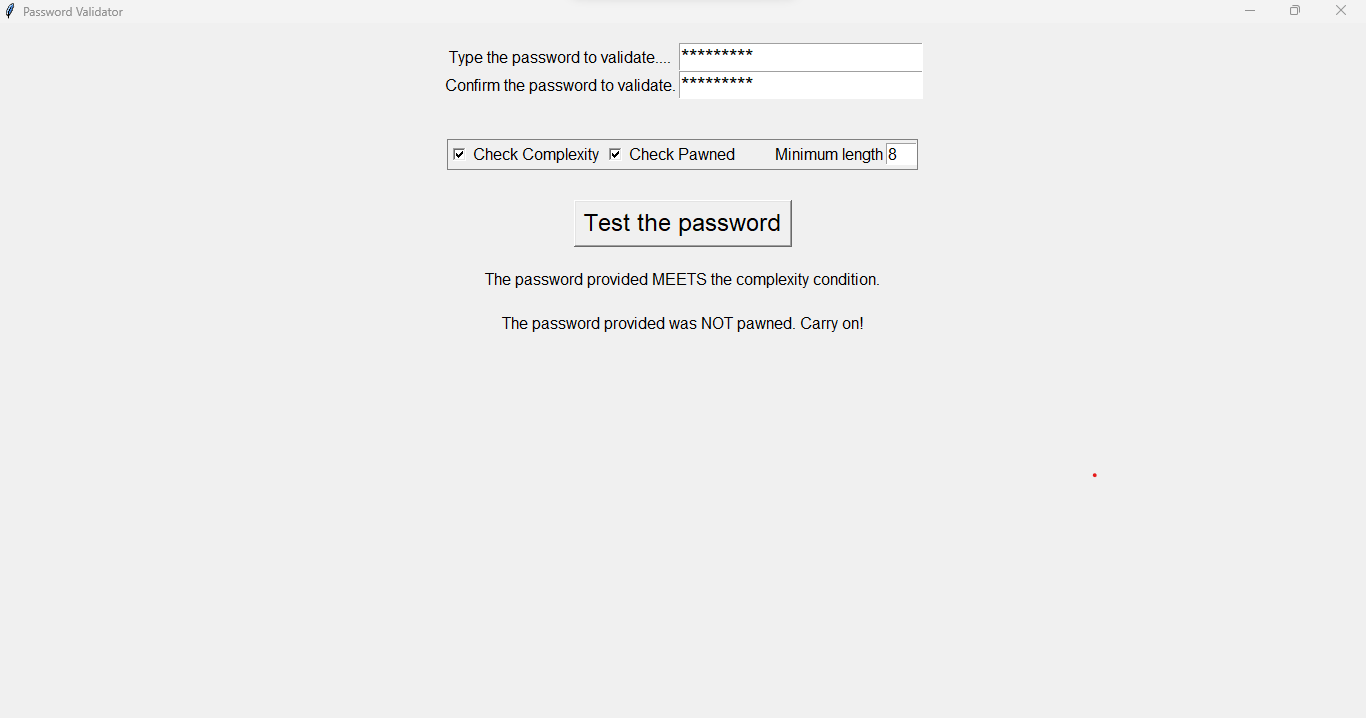 Password Validator
Type the password to validate.... *********
Confirm the password to validate. *********
Check Complexity Check Pawned Minimum length 8
Test the password
The password provided MEETS the complexity condition.
The password provided was NOT pawned. Carry on!